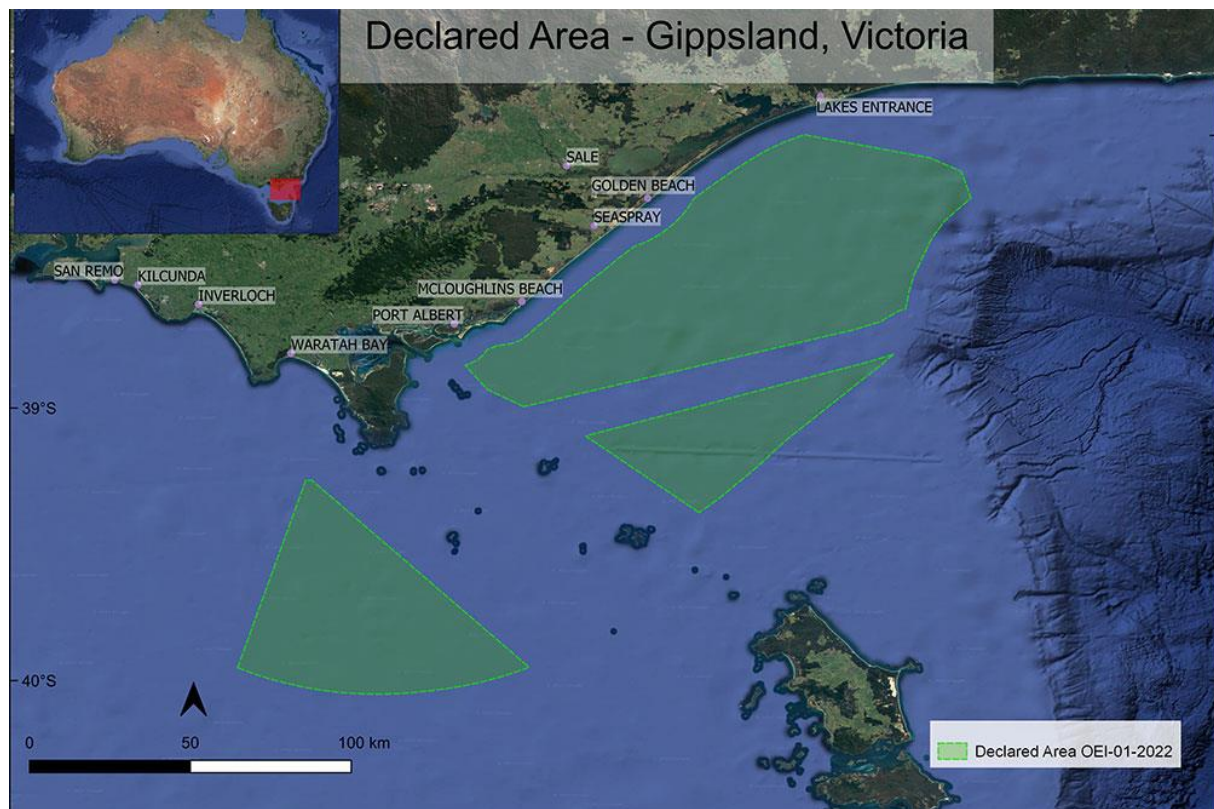 Declared Area - Gippsland, Victoria
LAKES ENTRANCE
SALE
GOLDEN BEACH
SEASPRAY
SAN REMO
KILCUNDA
MCLOUGHLINS BEACH
INVERLOCH
PORT ALBERT
WARATAH BAY
39°S
40°S
0 50 100 km
Declared Area OEI-01-2022